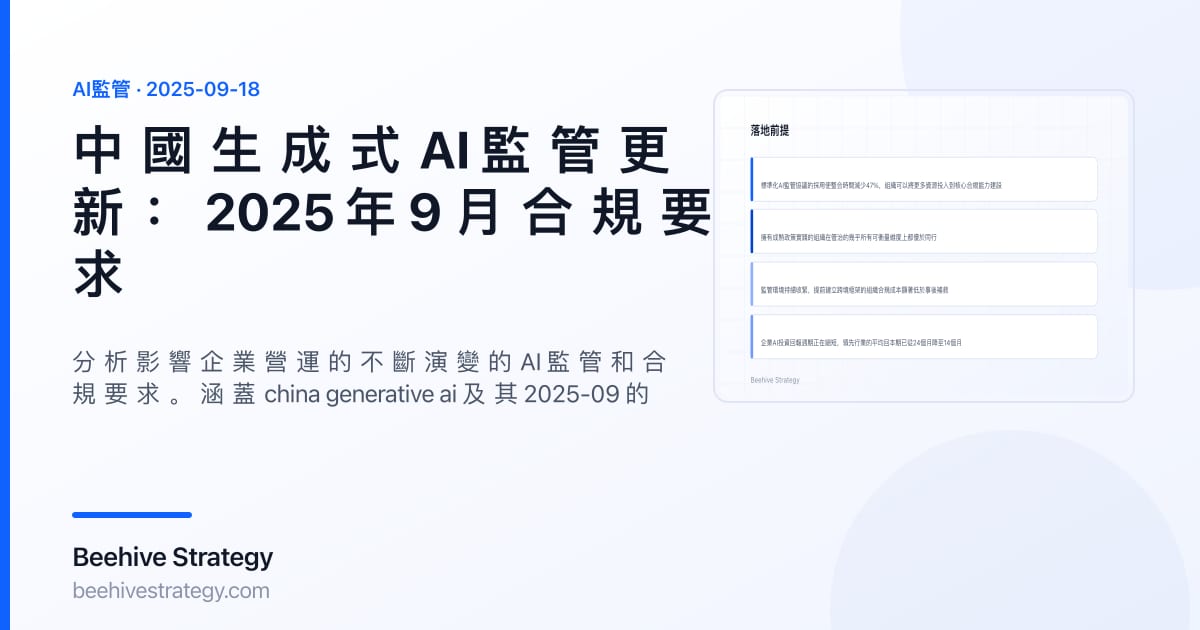 AI監管 · 2025-09-18
中國生成式AI監管更
新：2025年9月合規要
求
分析影響企業營運的不斷演變的AI監管和合
規要求。涵蓋 china generative ai 及其2025-09的
Beehive Strategy
beehivestrategy.com
落地前提
標準化AI監管協議的採用使整合時間減少47%，組織可以將更多資源投入到核心合規能力建設
擁有成熟政策實踐的組織在管治的幾乎所有可衡量維度上都優於同行
監管環境持續收緊，提前建立跨境框架的組織合規成本顯著低於事後補救
企業AI投資回報週期正在縮短，領先行業的平均回本期已從24個月降至14個月
Beehive Strategy